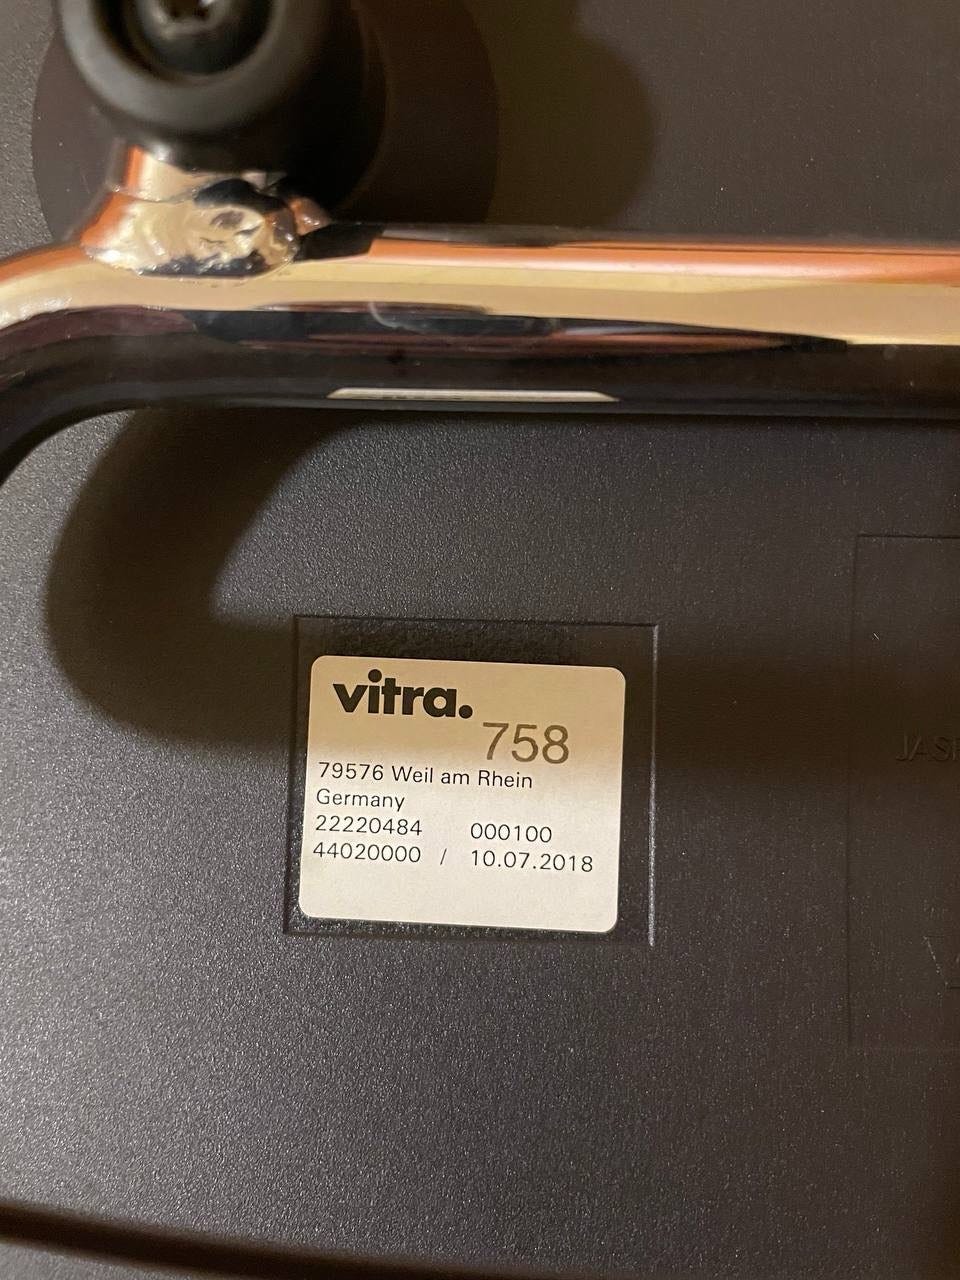 vitra.
758
79576 Weil am Rhein
Germany
22220484 000100
44020000 / 10.07.2018